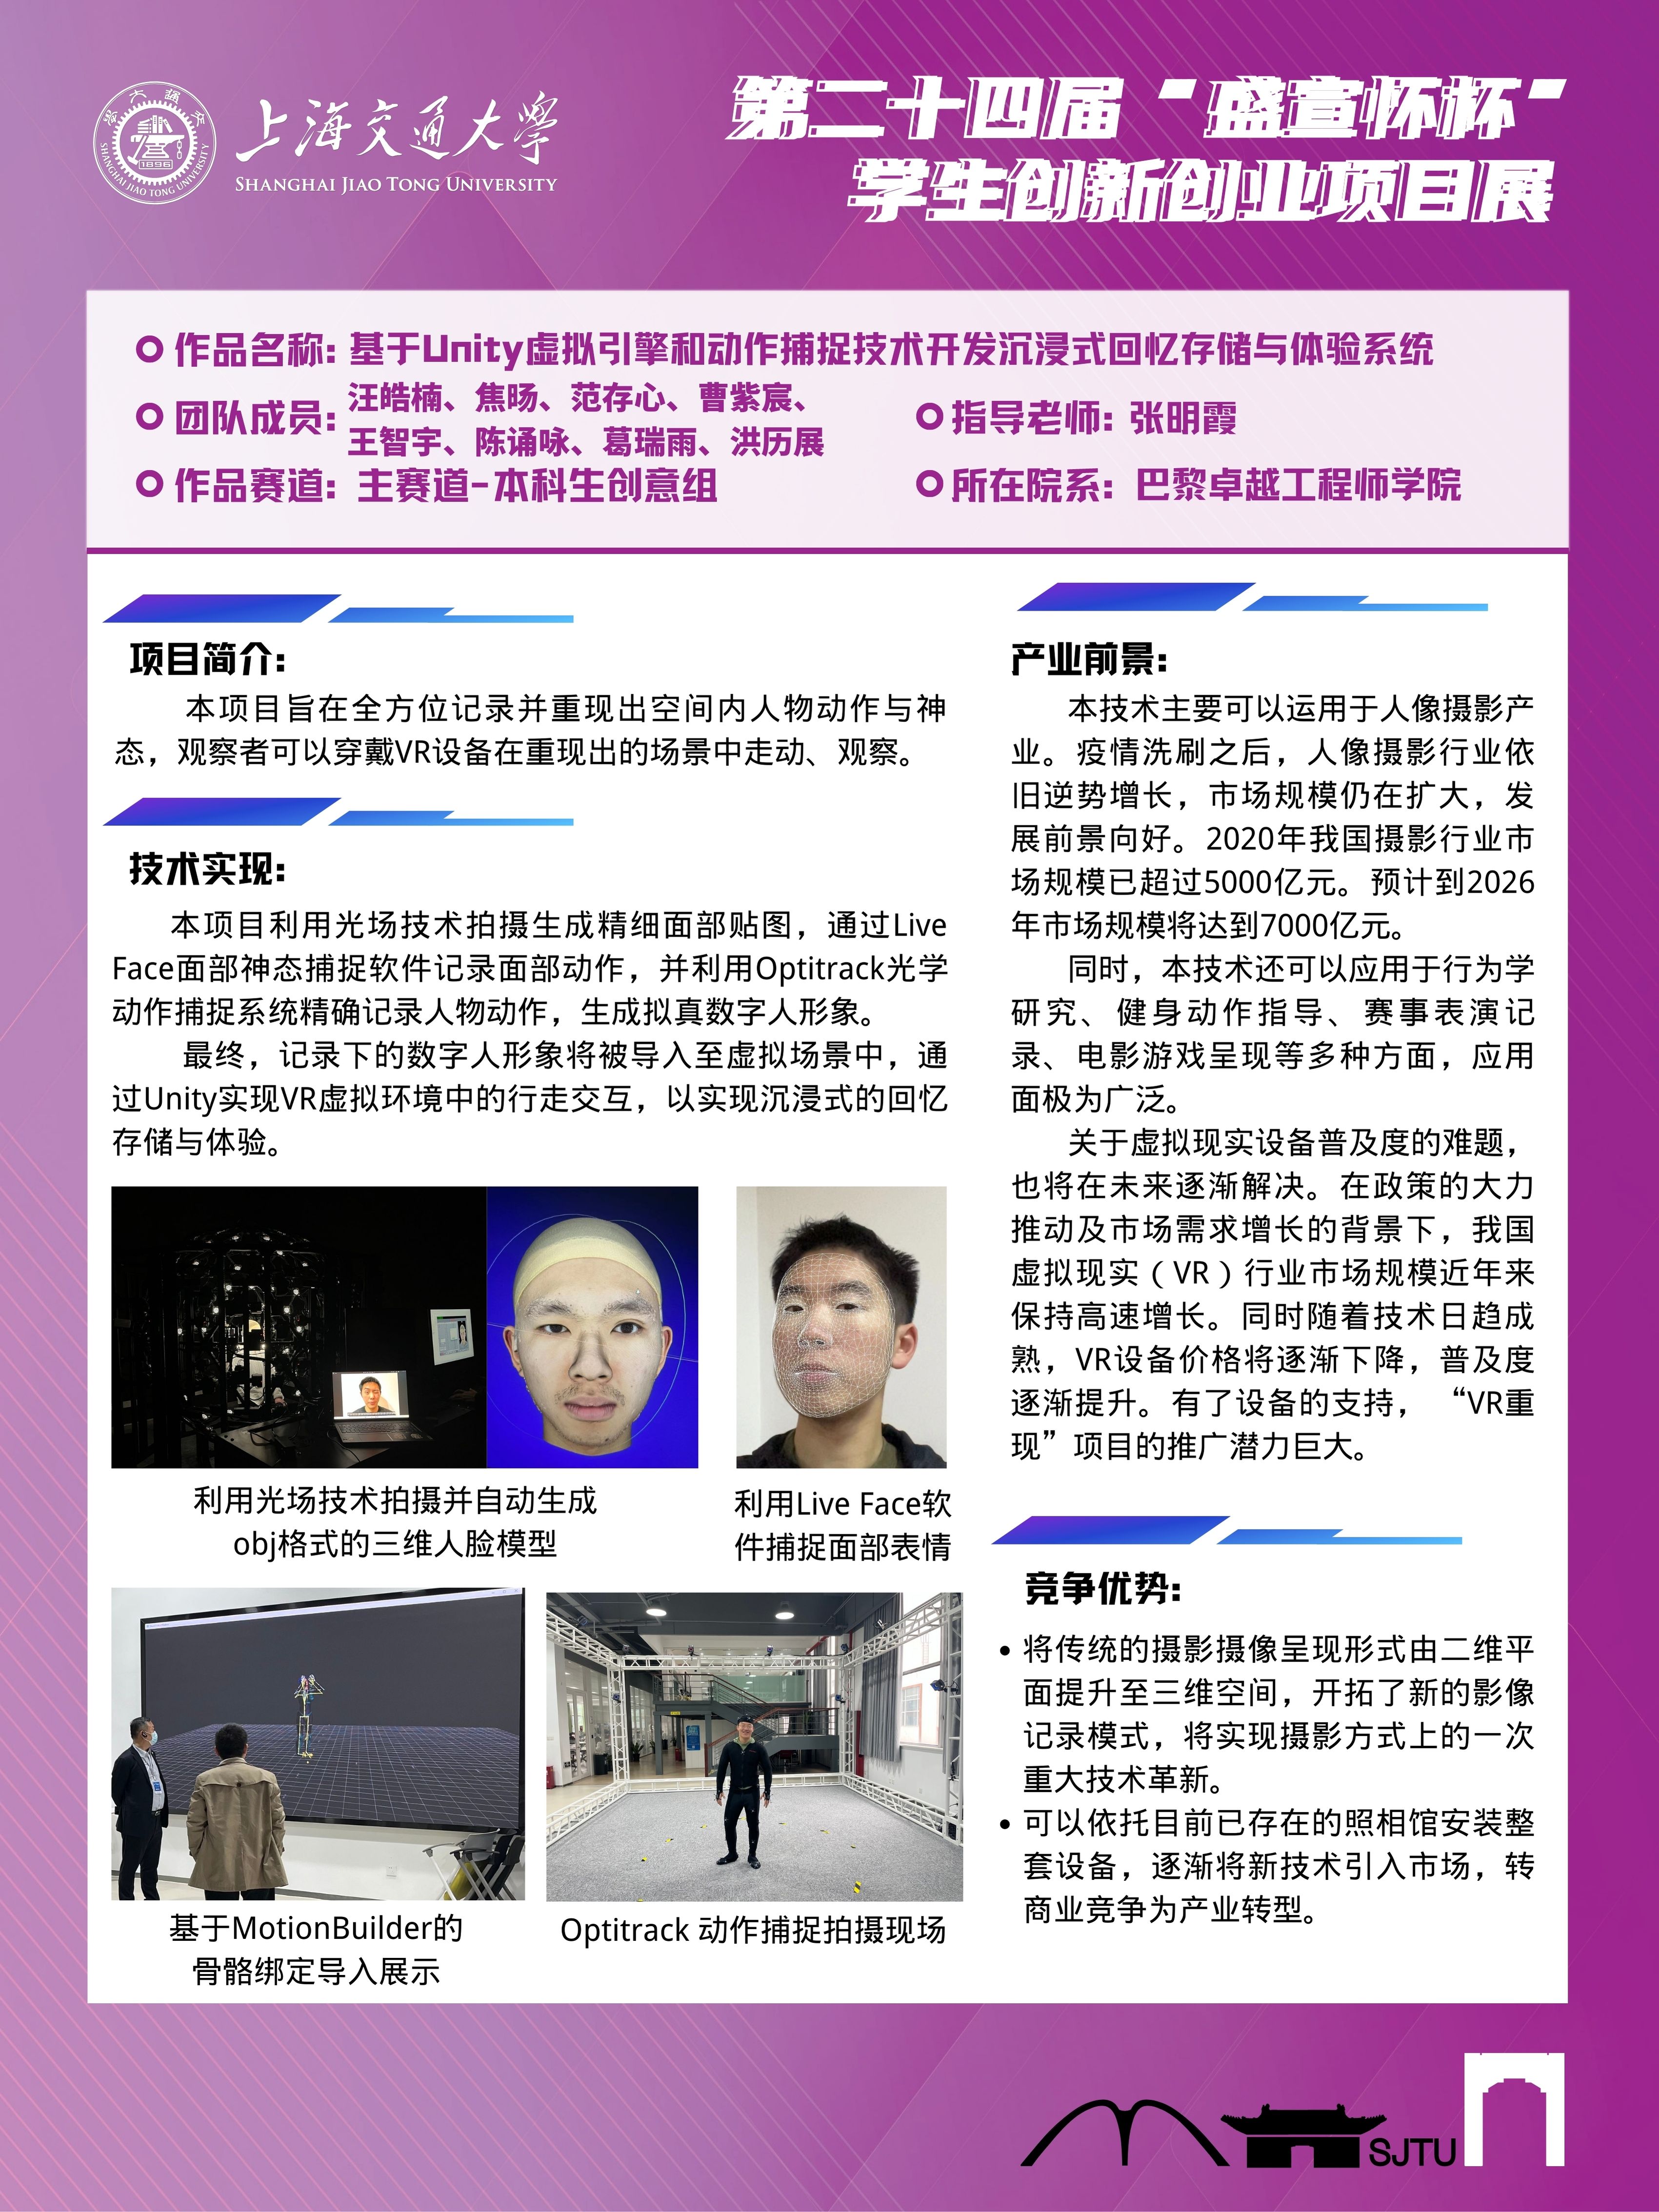 上海交通大学
SHANGHAI JIAO TONG UNIVERSITY
1896
SHANGHAI JIAO TONG UNIVERSITY
第二十四届“盛宣怀杯”
学生创新创业项目展
作品名称：基于Unity虚拟引擎和动作捕捉技术开发沉浸式回忆存储与体验系统
团队成员：汪皓楠、焦旸、范存心、曹紫宸、
王智宇、陈诵咏、葛瑞雨、洪历展
指导老师：张明霞
作品赛道：主赛道-本科生创意组
所在院系：巴黎卓越工程师学院
项目简介：
本项目旨在全方位记录并重现出空间内人物动作与神
态，观察者可以穿戴VR设备在重现出的场景中走动、观察。
技术实现：
本项目利用光场技术拍摄生成精细面部贴图，通过Live
Face面部神态捕捉软件记录面部动作，并利用Optitrack光学
动作捕捉系统精确记录人物动作，生成拟真数字人形象。
最终，记录下的数字人形象将被导入至虚拟场景中，通
过Unity实现VR虚拟环境中的行走交互，以实现沉浸式的回忆
存储与体验。
利用光场技术拍摄并自动生成
obj格式的三维人脸模型
利用Live Face软
件捕捉面部表情
基于MotionBuilder的
骨骼绑定导入展示
Optitrack 动作捕捉拍摄现场
产业前景：
本技术主要可以运用于人像摄影产
业。疫情洗刷之后，人像摄影行业依
旧逆势增长，市场规模仍在扩大，发
展前景向好。2020年我国摄影行业市
场规模已超过5000亿元。预计到2026
年市场规模将达到7000亿元。
同时，本技术还可以应用于行为学
研究、健身动作指导、赛事表演记
录、电影游戏呈现等多种方面，应用
面极为广泛。
关于虚拟现实设备普及度的难题，
也将在未来逐渐解决。在政策的大力
推动及市场需求增长的背景下，我国
虚拟现实（VR）行业市场规模近年来
保持高速增长。同时随着技术日趋成
熟，VR设备价格将逐渐下降，普及度
逐渐提升。有了设备的支持，“VR重
现”项目的推广潜力巨大。
竞争优势：
• 将传统的摄影摄像呈现形式由二维平
面提升至三维空间，开拓了新的影像
记录模式，将实现摄影方式上的一次
重大技术革新。
• 可以依托目前已存在的照相馆安装整
套设备，逐渐将新技术引入市场，转
商业竞争为产业转型。
SJTU